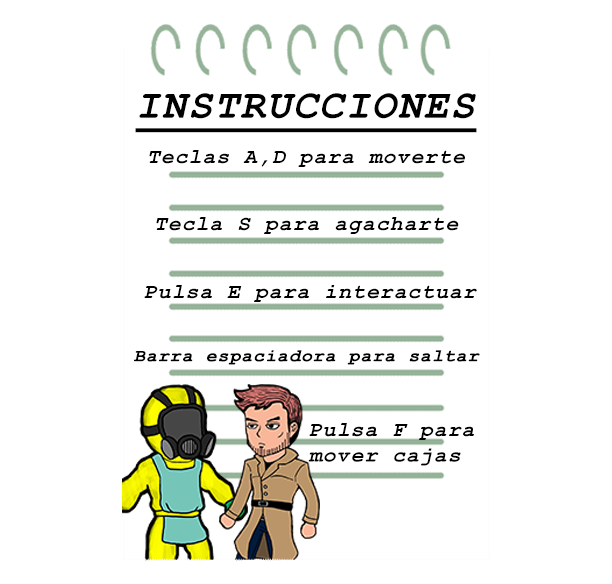 INSTRUCCIONES
Teclas A,D para moverte
Tecla S para agacharte
Pulsa E para interactuar
Barra espaciadora para saltar
Pulsa F para
mover cajas